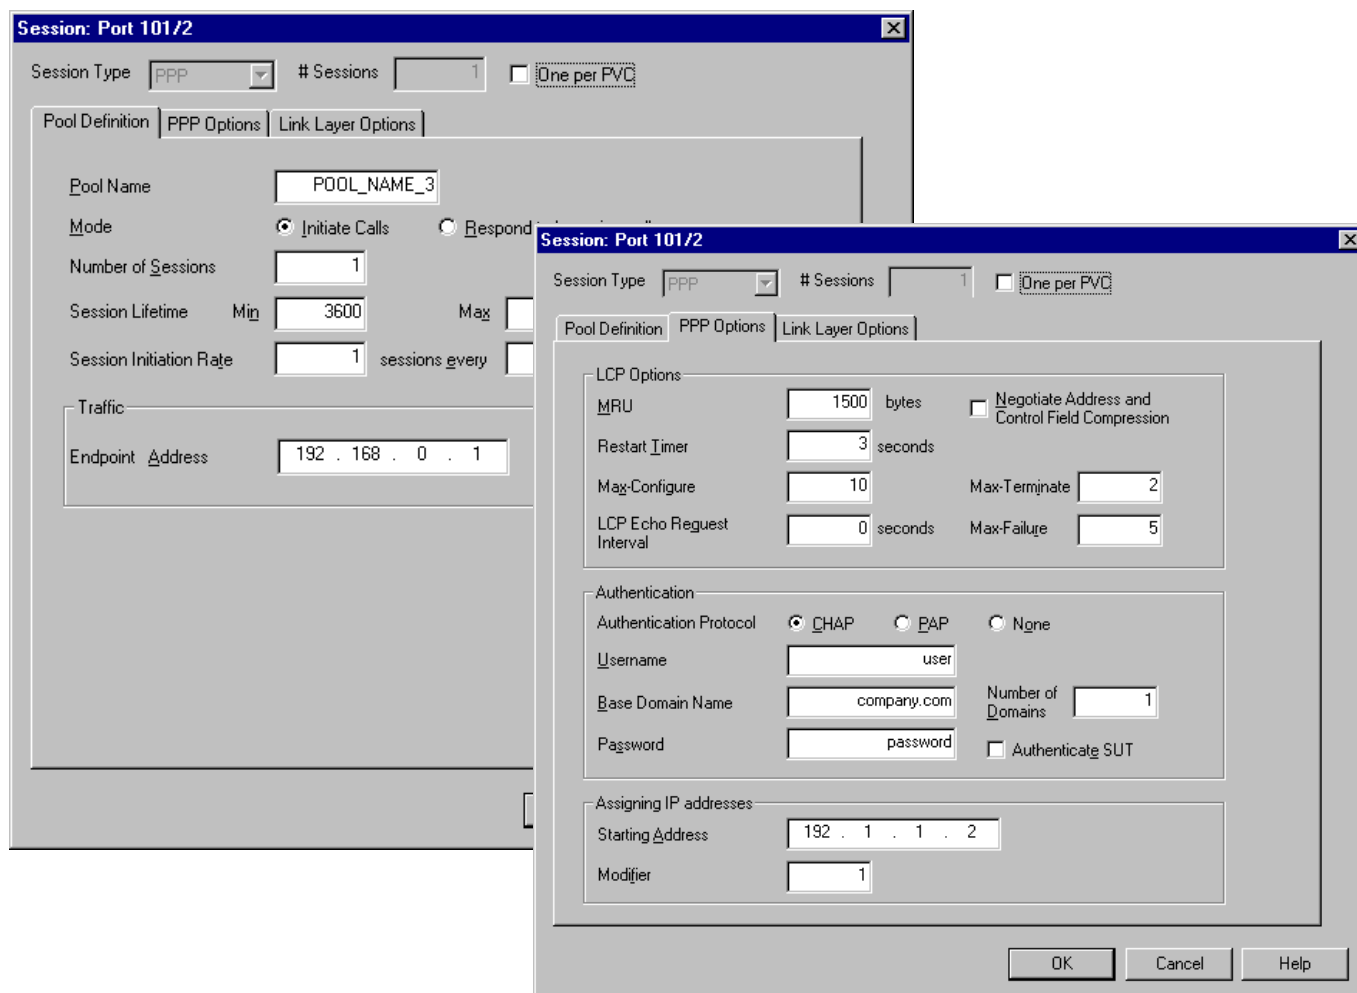 Session: Port 101/2
Session Type PPP # Sessions 1 One per PVC
Pool Definition PPP Options Link Layer Options
Pool Name POOL_NAME_3
Mode Initiate Calls Respond
Number of Sessions 1
Session Lifetime Min 3600 Max
Session Initiation Rate 1 sessions every
Traffic
Endpoint Address 192 . 168 . 0 . 1
Session: Port 101/2
Session Type PPP # Sessions 1 One per PVC
Pool Definition PPP Options Link Layer Options
LCP Options
MRU 1500 bytes Negotiate Address and
Control Field Compression
Restart Timer 3 seconds
Max-Configure 10 Max-Terminate 2
LCP Echo Request
Interval 0 seconds Max-Failure 5
Authentication
Authentication Protocol CHAP PAP None
Username user
Base Domain Name company.com Number of
Domains 1
Password password Authenticate SUT
Assigning IP addresses
Starting Address 192 . 1 . 1 . 2
Modifier 1
OK Cancel Help